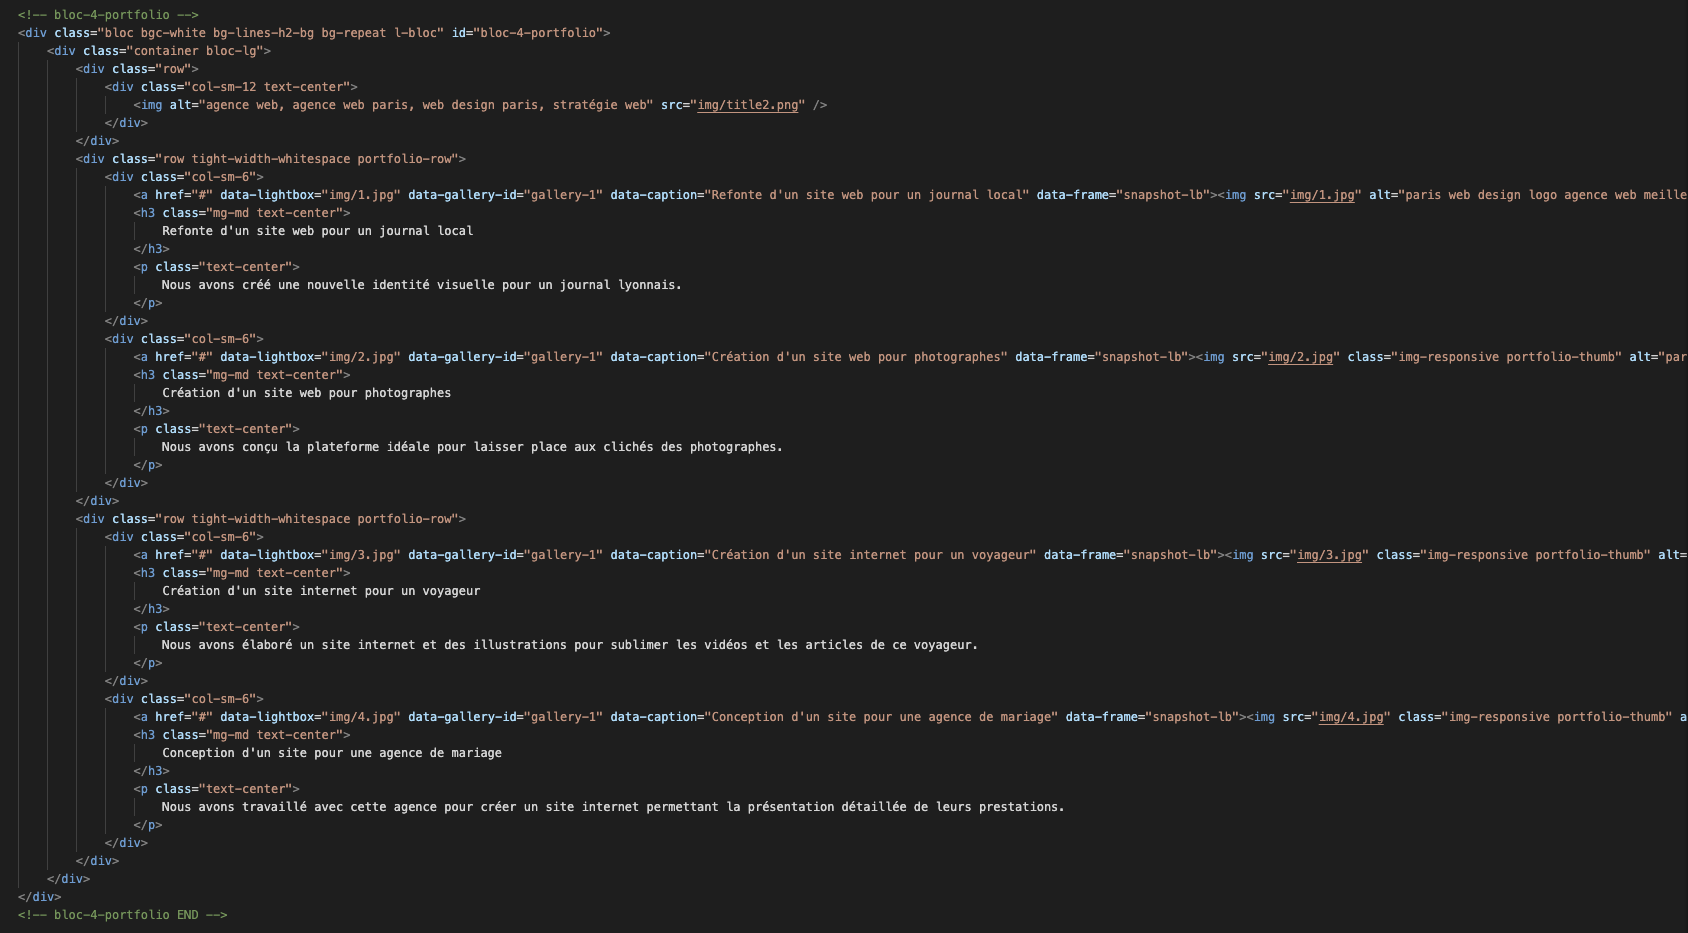 <!-- bloc-4-portfolio -->
<div class="bloc bgc-white bg-lines-h2-bg bg-repeat l-bloc" id="bloc-4-portfolio">
<div class="container bloc-lg">
<div class="row">
<div class="col-sm-12 text-center">
<img alt="agence web, agence web paris, web design paris, stratégie web" src="img/title2.png" />
</div>
</div>
<div class="row tight-width-whitespace portfolio-row">
<div class="col-sm-6">
<a href="#" data-lightbox="img/1.jpg" data-gallery-id="gallery-1" data-caption="Refonte d'un site web pour un journal local" data-frame="snapshot-lb"><img src="img/1.jpg" alt="paris web design logo agence web meille
<h3 class="mg-md text-center">
Refonte d'un site web pour un journal local
</h3>
<p class="text-center">
Nous avons créé une nouvelle identité visuelle pour un journal lyonnais.
</p>
</div>
<div class="col-sm-6">
<a href="#" data-lightbox="img/2.jpg" data-gallery-id="gallery-1" data-caption="Création d'un site web pour photographes" data-frame="snapshot-lb"><img src="img/2.jpg" class="img-responsive portfolio-thumb" alt="par
<h3 class="mg-md text-center">
Création d'un site web pour photographes
</h3>
<p class="text-center">
Nous avons conçu la plateforme idéale pour laisser place aux clichés des photographes.
</p>
</div>
</div>
<div class="row tight-width-whitespace portfolio-row">
<div class="col-sm-6">
<a href="#" data-lightbox="img/3.jpg" data-gallery-id="gallery-1" data-caption="Création d'un site internet pour un voyageur" data-frame="snapshot-lb"><img src="img/3.jpg" class="img-responsive portfolio-thumb" alt=
<h3 class="mg-md text-center">
Création d'un site internet pour un voyageur
</h3>
<p class="text-center">
Nous avons élaboré un site internet et des illustrations pour sublimer les vidéos et les articles de ce voyageur.
</p>
</div>
<div class="col-sm-6">
<a href="#" data-lightbox="img/4.jpg" data-gallery-id="gallery-1" data-caption="Conception d'un site pour une agence de mariage" data-frame="snapshot-lb"><img src="img/4.jpg" class="img-responsive portfolio-thumb" a
<h3 class="mg-md text-center">
Conception d'un site pour une agence de mariage
</h3>
<p class="text-center">
Nous avons travaillé avec cette agence pour créer un site internet permettant la présentation détaillée de leurs prestations.
</p>
</div>
</div>
</div>
</div>
<!-- bloc-4-portfolio END -->